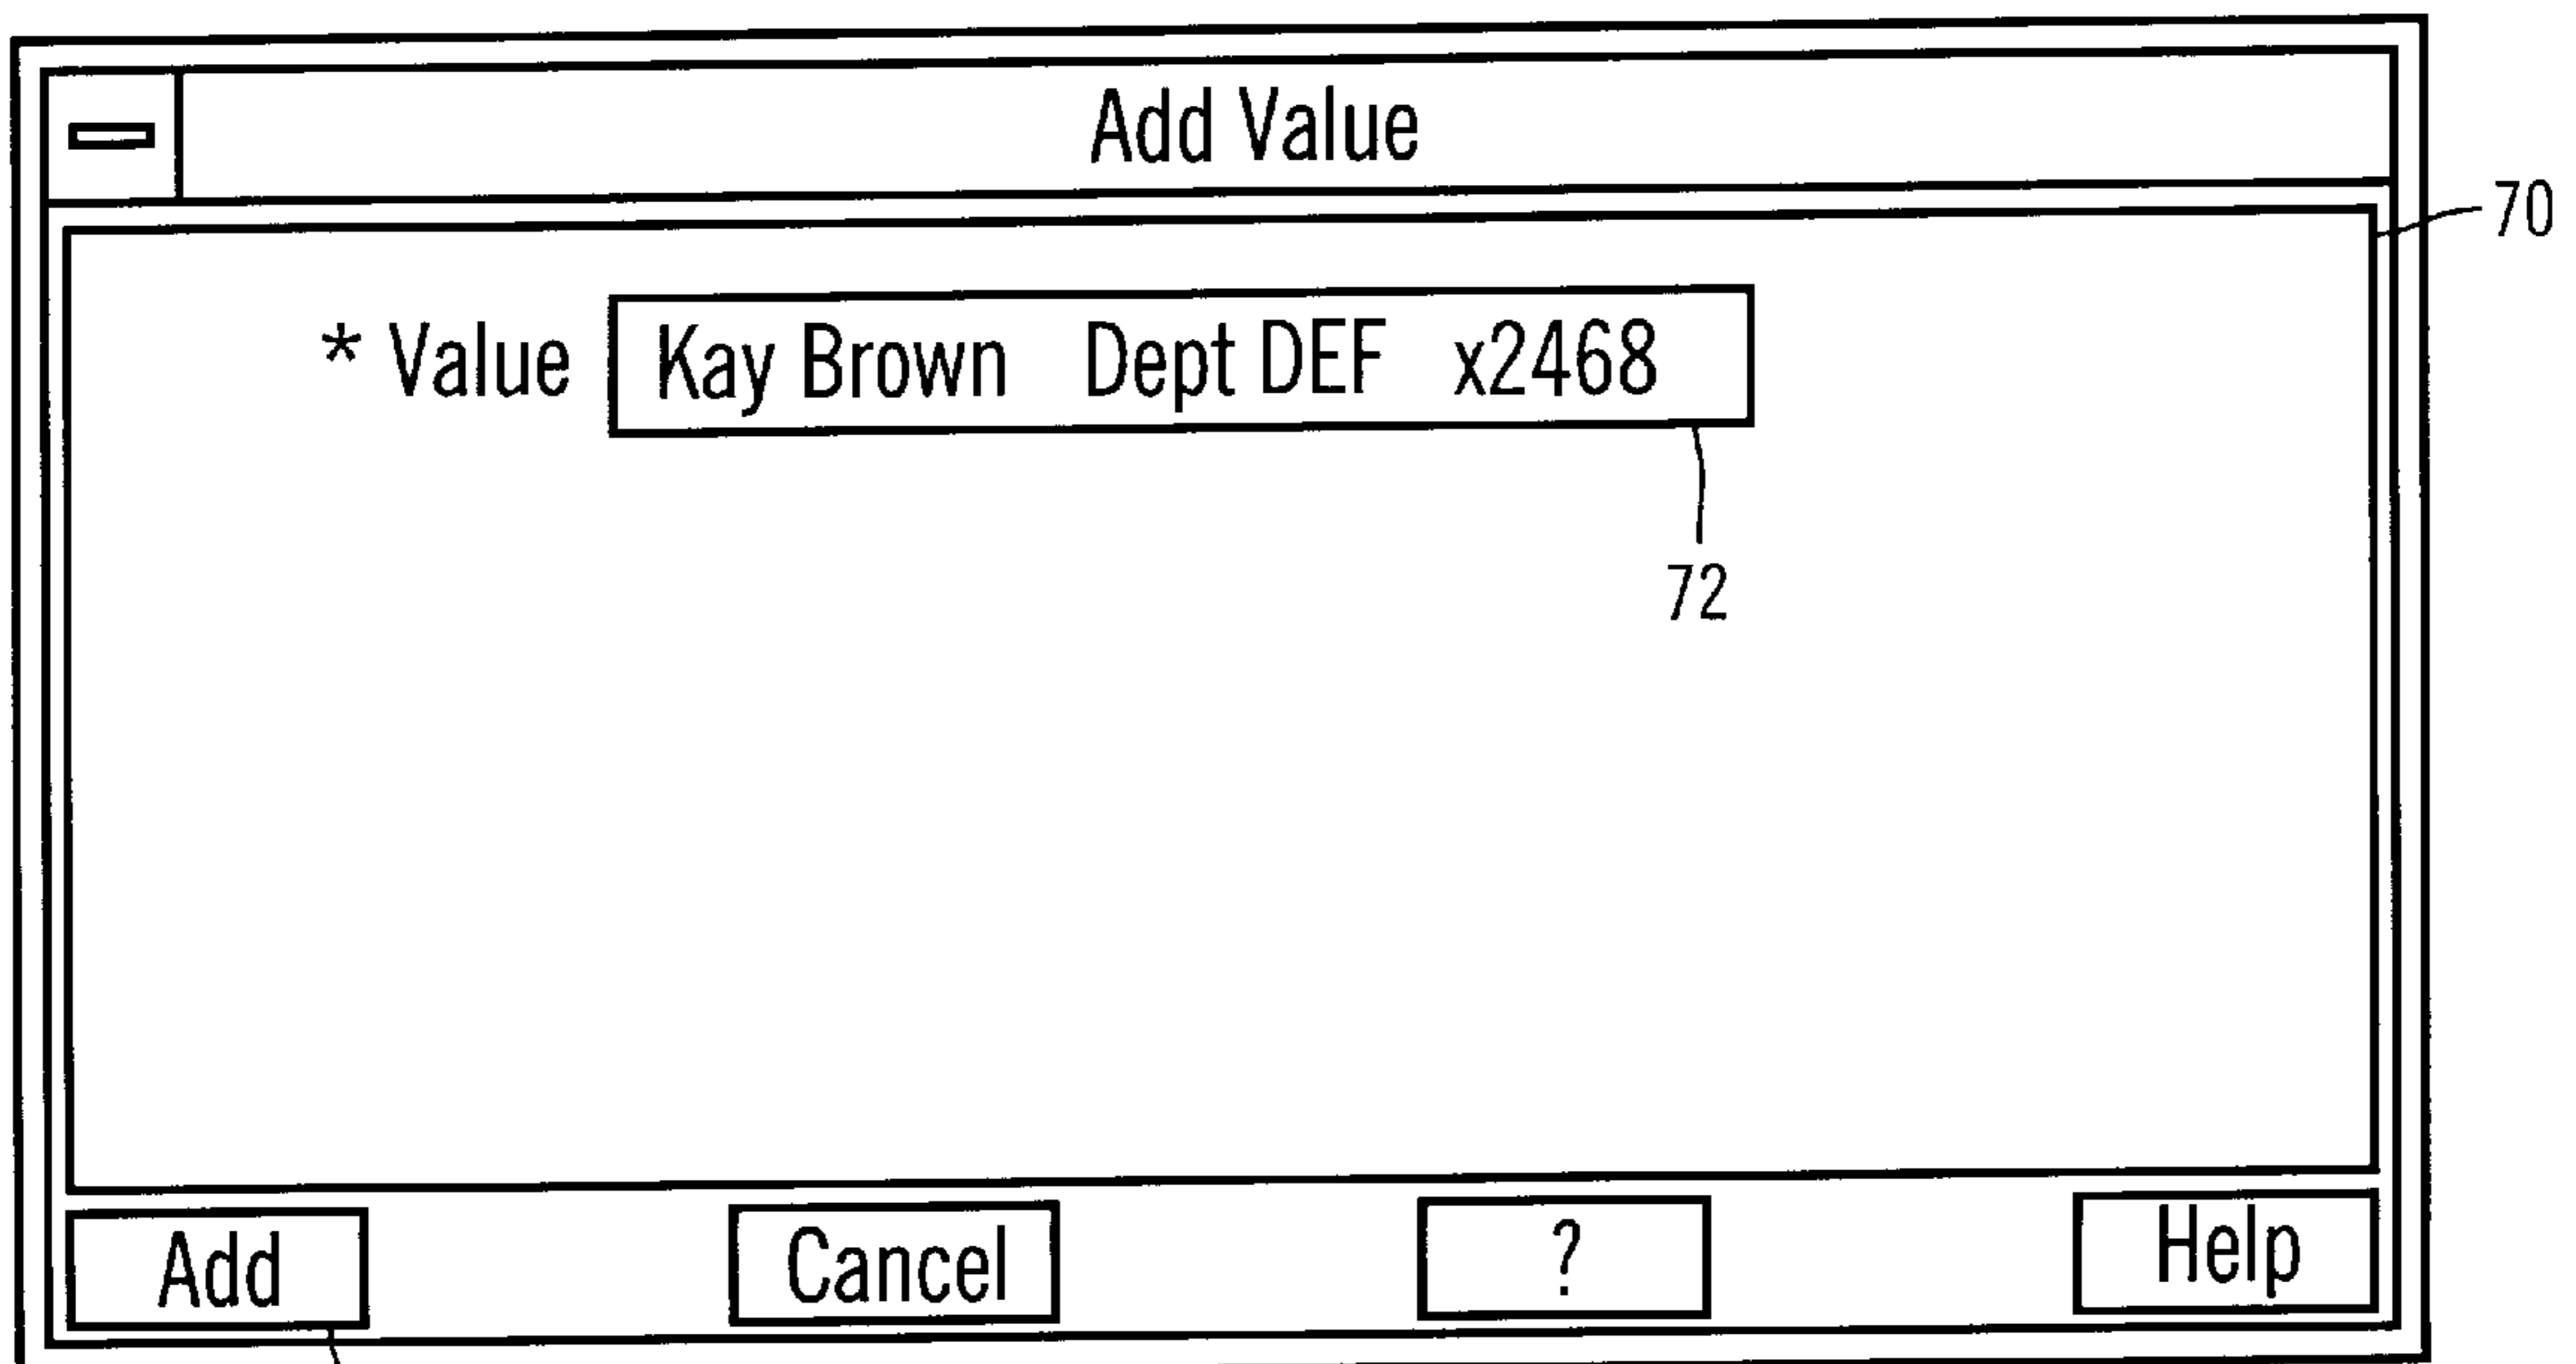 Add Value
70
* Value Kay Brown Dept DEF x2468
72
Add Cancel ? Help